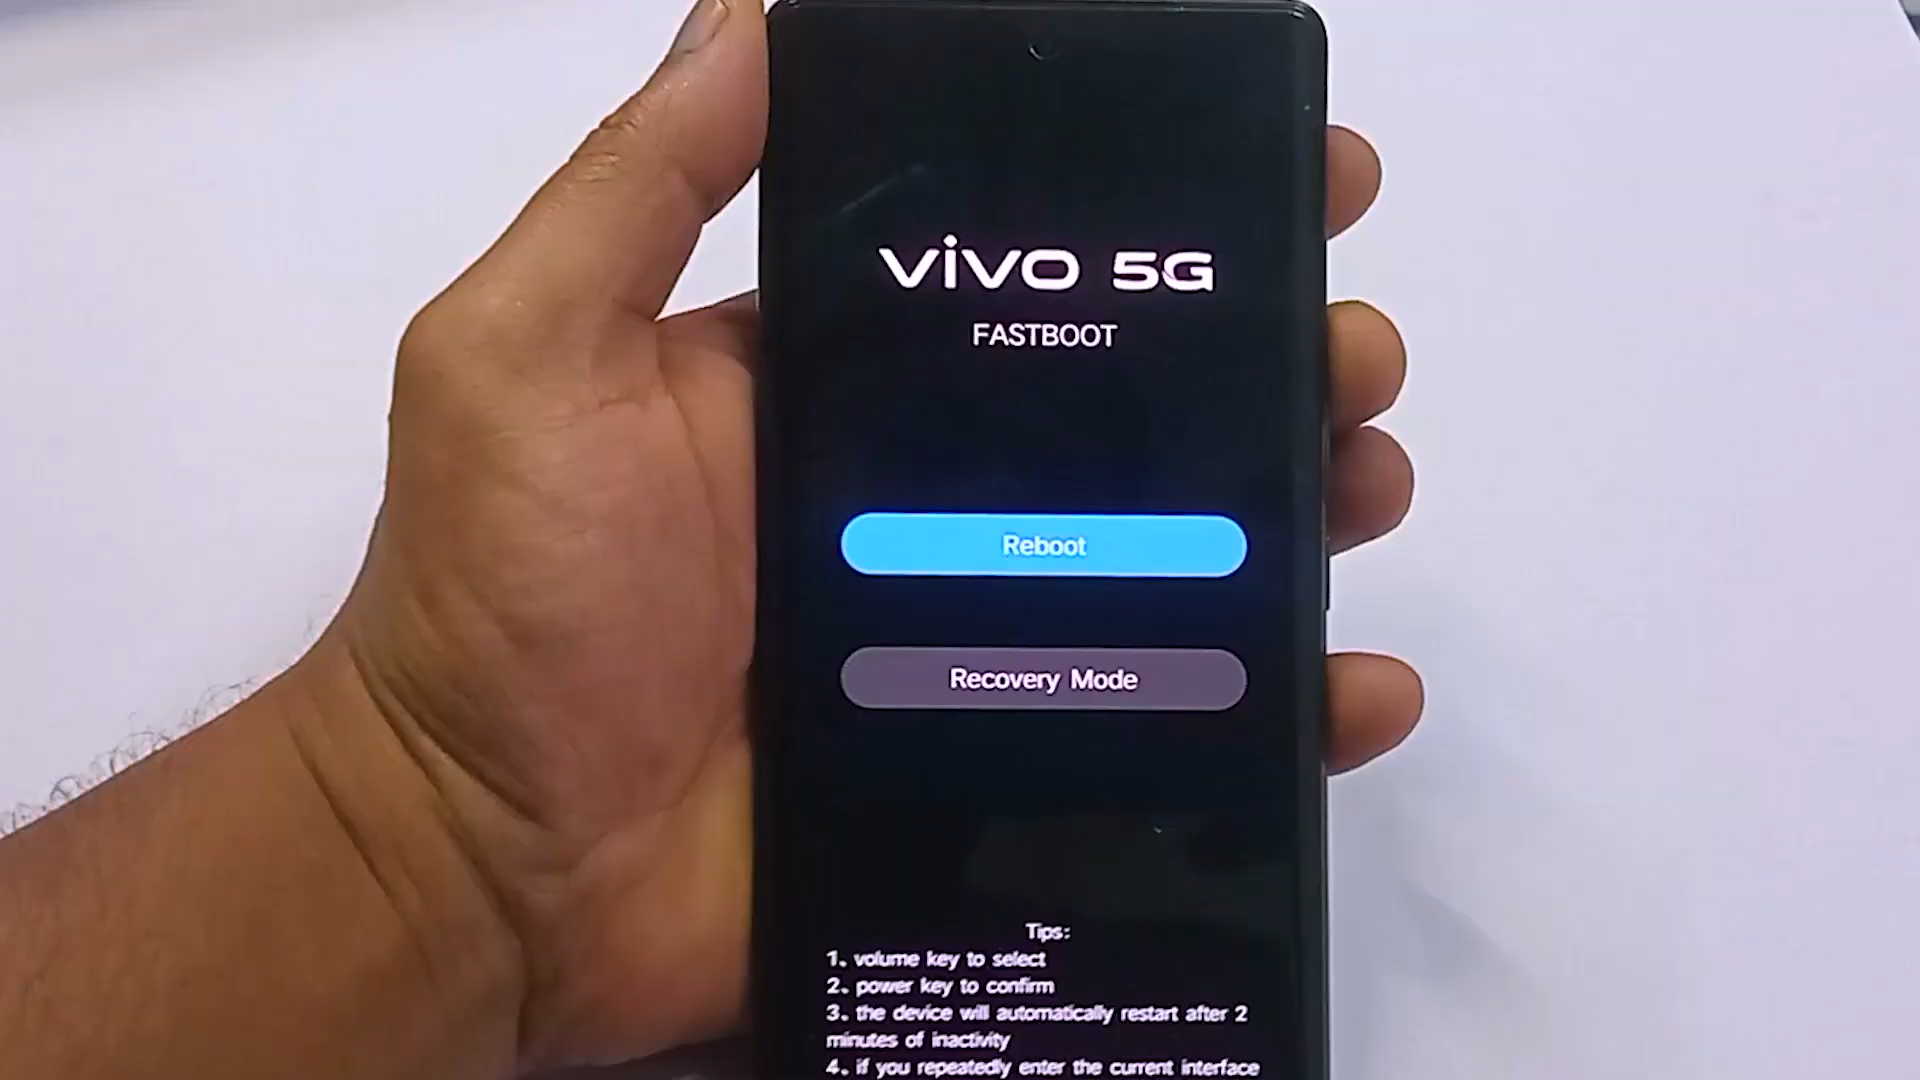 vivo 5G
FASTBOOT
Reboot
Recovery Mode
Tips:
1. volume key to select
2. power key to confirm
3. the device will automatically restart after 2
minutes of inactivity
4. if you repeatedly enter the current interface